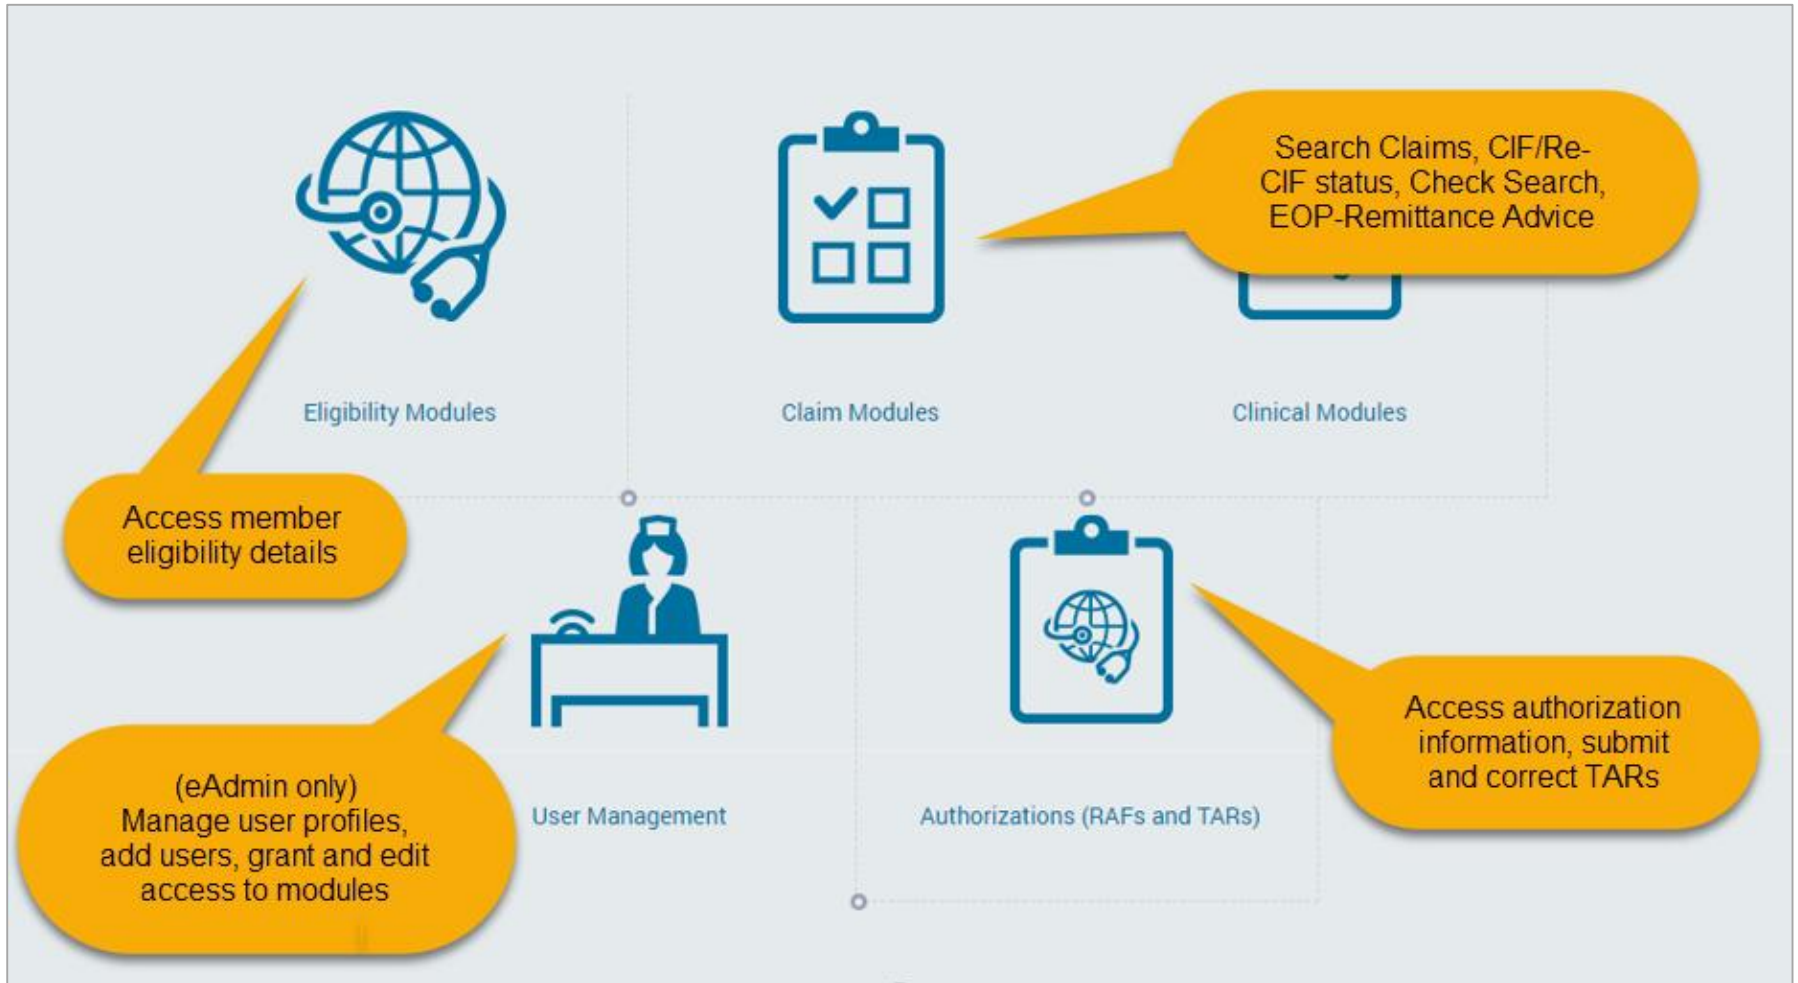 Search Claims, CIF/Re-
CIF status, Check Search,
EOP-Remittance Advice
Eligibility Modules
Claim Modules
Clinical Modules
Access member
eligibility details
(eAdmin only)
Manage user profiles,
add users, grant and edit
access to modules
User Management
Authorizations (RAFs and TARs)
Access authorization
information, submit
and correct TARs